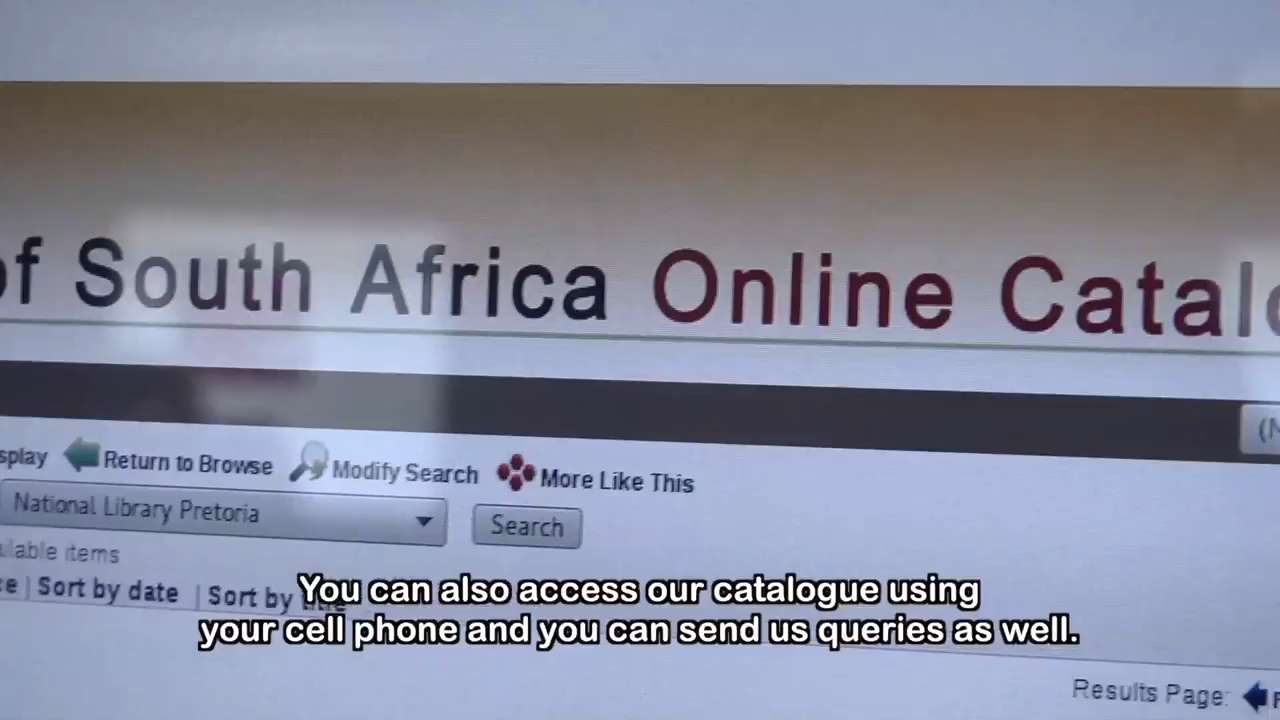 of South Africa Online Catal
splay Return to Browse Modify Search More Like This
(N
National Library Pretoria Search
ilable items
e | Sort by date | Sort by
You can also access our catalogue using
your cell phone and you can send us queries as well.
Results Page: